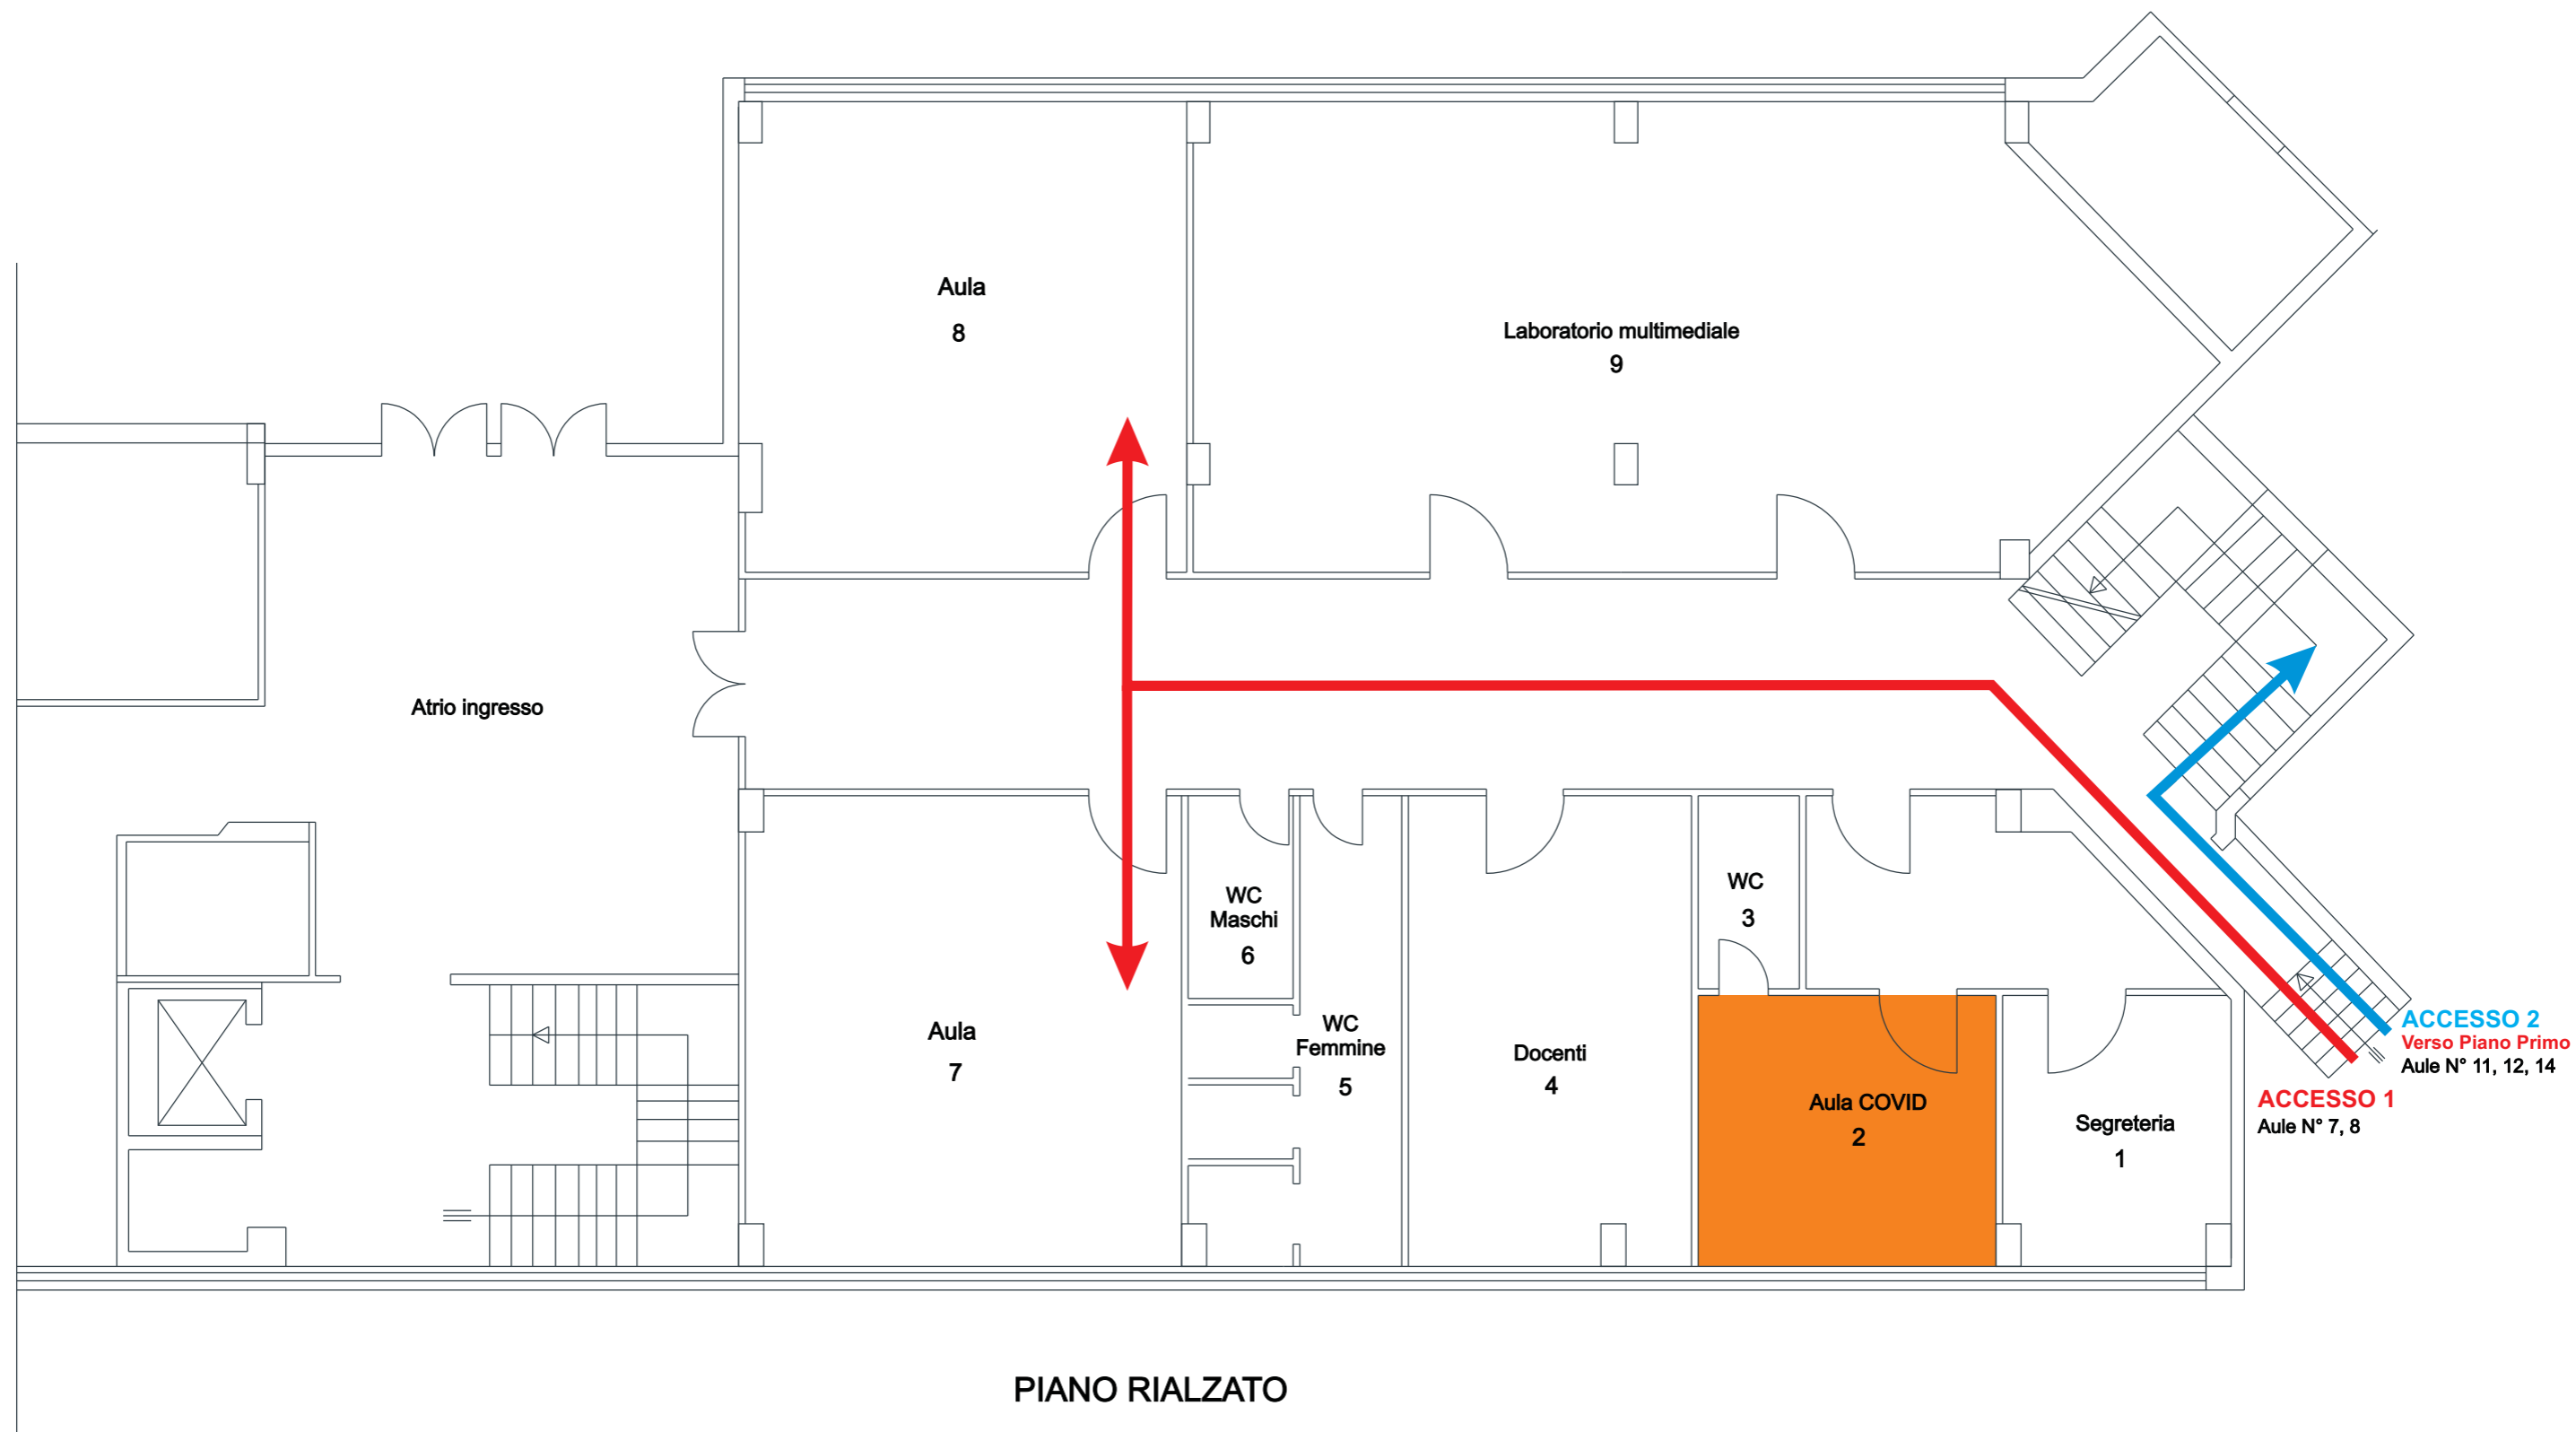 Aula
8
Laboratorio multimediale
9
Atrio ingresso
WC
Maschi
6
WC
3
Aula
7
WC
Femmine
5
Docenti
4
Aula COVID
2
Segreteria
1
ACCESSO 2
Verso Piano Primo
Aule N° 11, 12, 14
ACCESSO 1
Aule N° 7, 8
PIANO RIALZATO